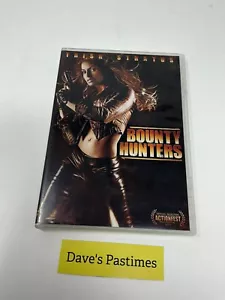 TRISH STRATUS
BOUNTY
HUNTERS
ACTIONFEST
Dave's Pastimes